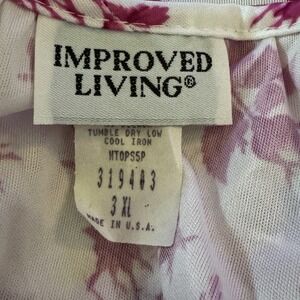 IMPROVED
LIVING®
TUMBLE DRY LOW
COOL IRON
NTOPS5P
319403
3 XL
MADE IN U.S.A.